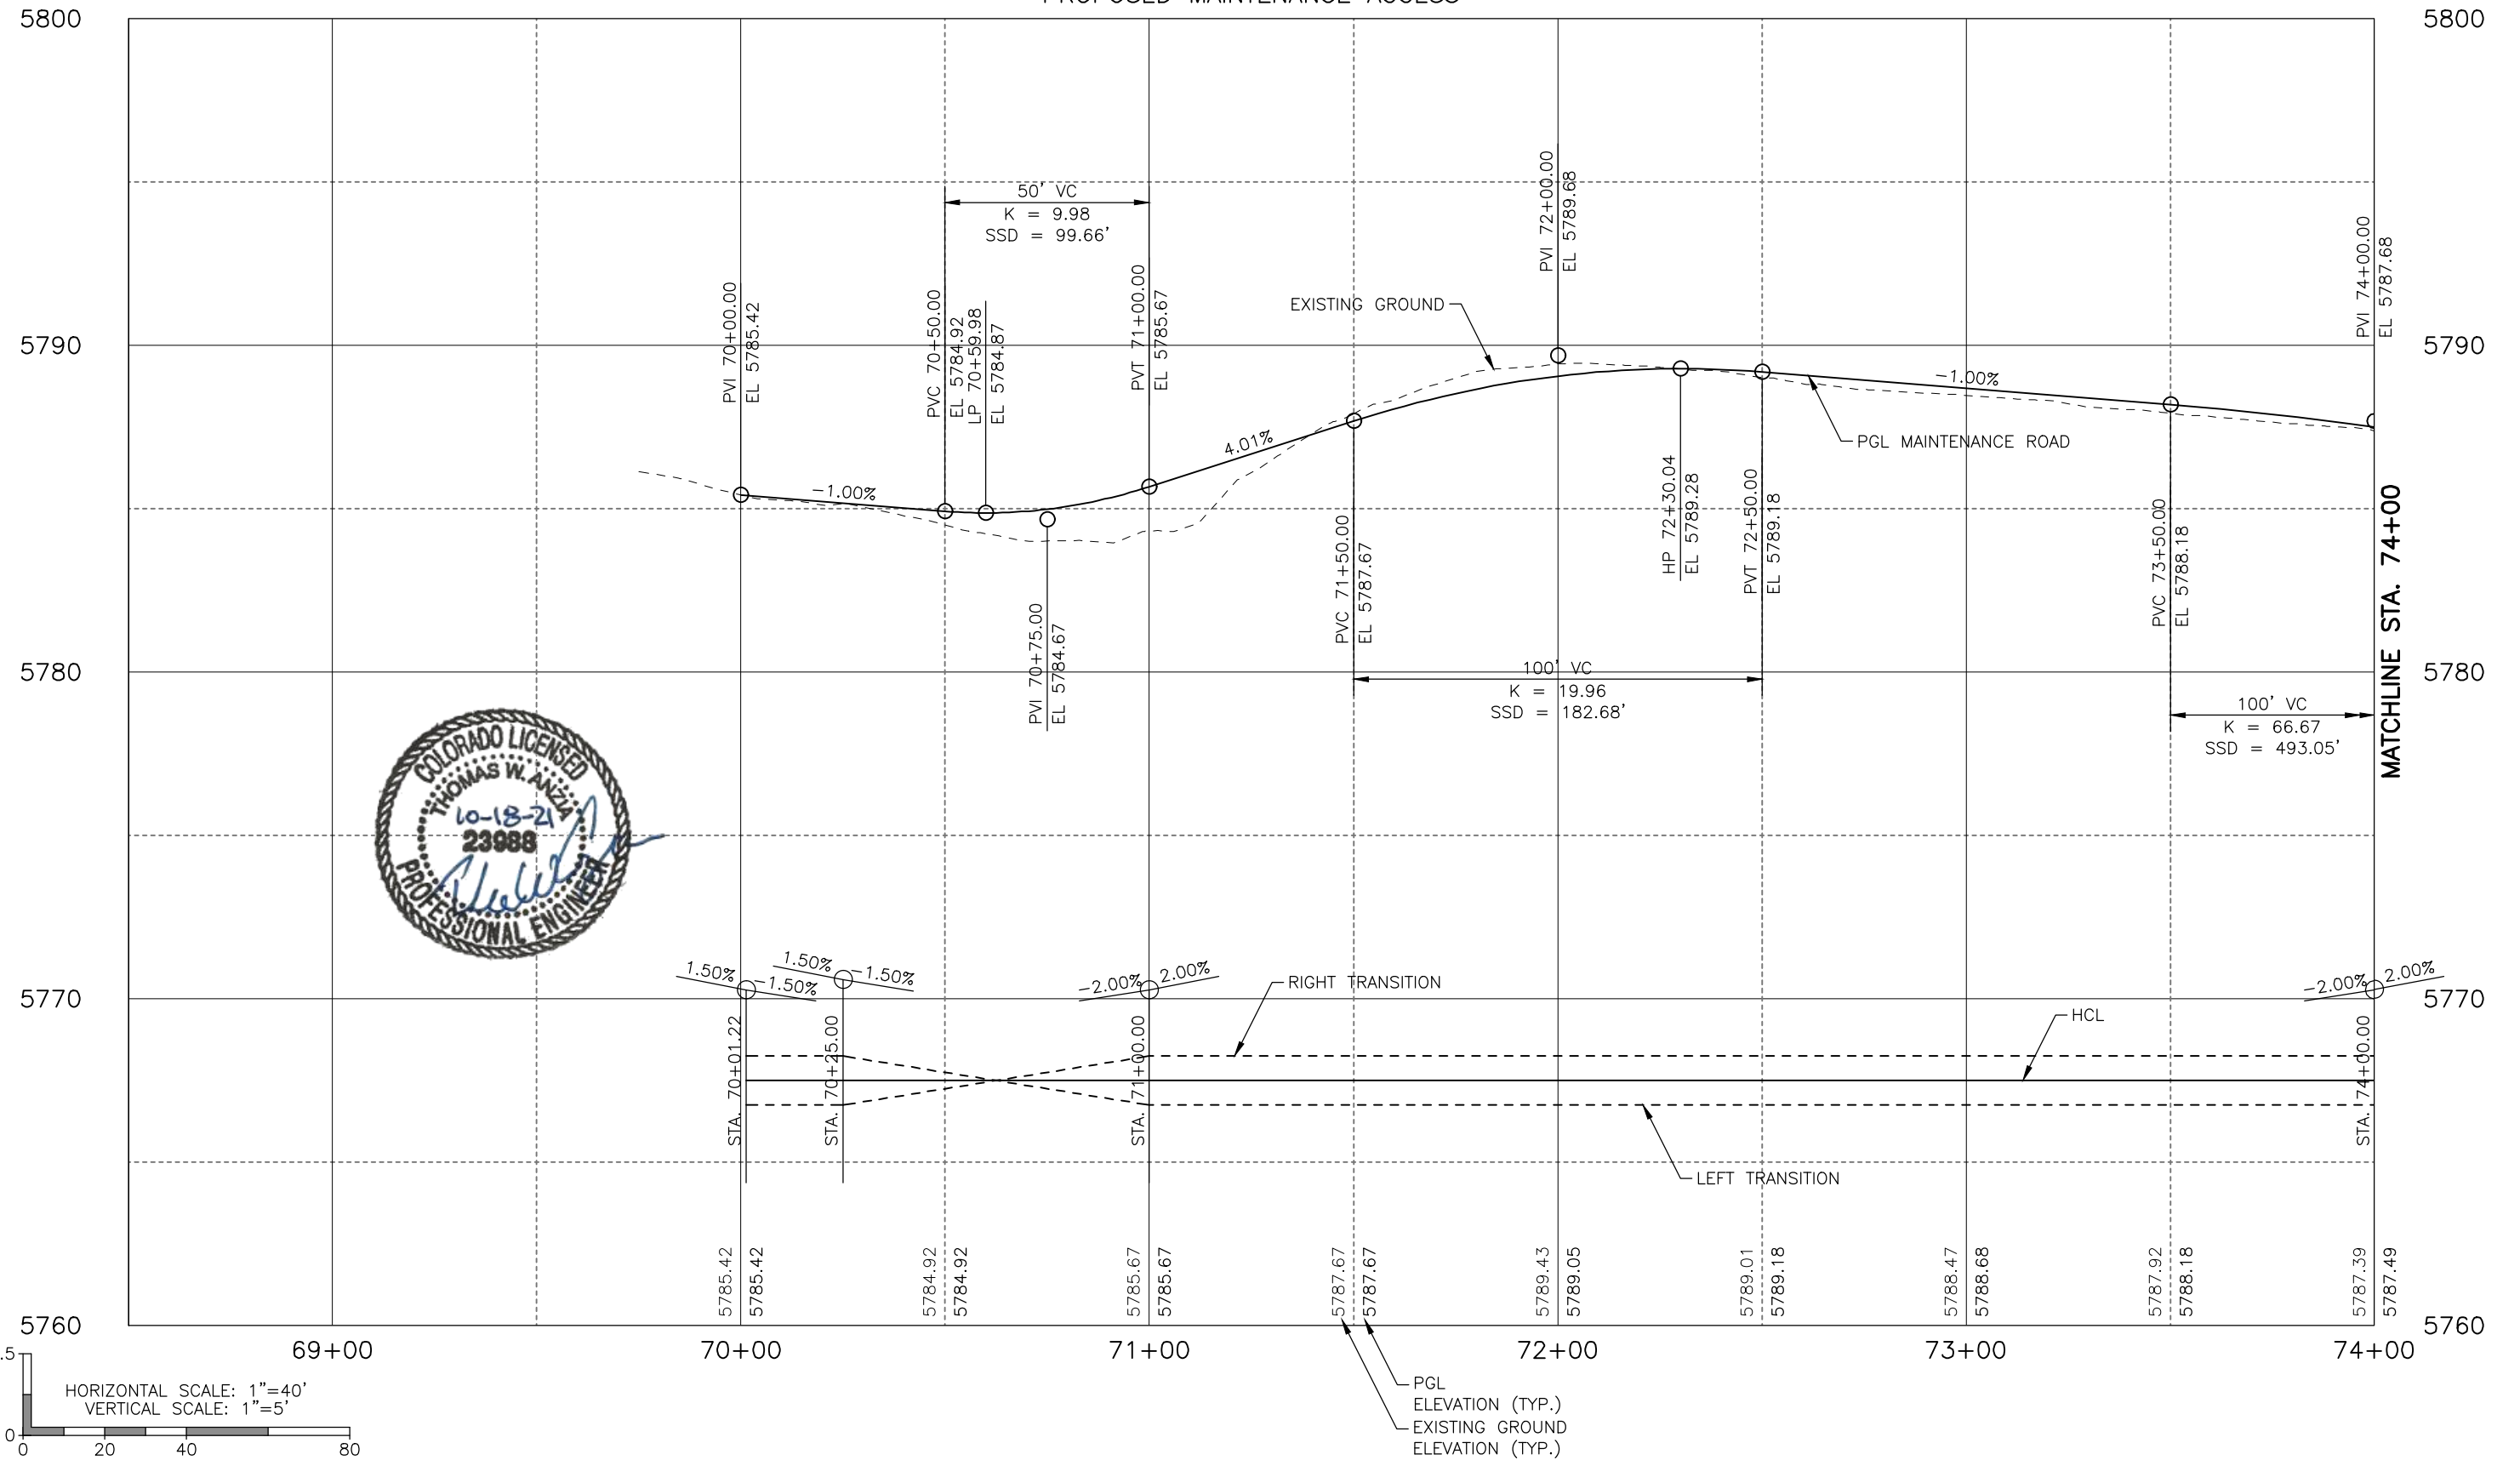 PROPOSED MAINTENANCE ACCESS
5800
5800
5790
5790
5780
5780
5770
5770
5760
5760
50' VC
K = 9.98
SSD = 99.66'
PVI 70+00.00
EL 5785.42
PVC 70+50.00
EL 5784.92
LP 70+59.98
EL 5784.87
PVT 71+00.00
EL 5785.67
PVI 72+00.00
EL 5789.68
PVI 74+00.00
EL 5787.68
EXISTING GROUND
-1.00%
4.01%
-1.00%
PGL MAINTENANCE ROAD
PVI 70+75.00
EL 5784.67
PVC 71+50.00
EL 5787.67
HP 72+30.04
EL 5789.28
PVT 72+50.00
EL 5789.18
PVC 73+50.00
EL 5788.18
MATCHLINE STA. 74+00
100' VC
K = 19.96
SSD = 182.68'
100' VC
K = 66.67
SSD = 493.05'
COLORADO LICENSED
THOMAS W. ANZIA
10-18-21
23988
PROFESSIONAL ENGINEER
1.50%
-1.50%
1.50%
-1.50%
-2.00%
2.00%
-2.00%
2.00%
RIGHT TRANSITION
HCL
LEFT TRANSITION
STA. 70+01.22
STA. 70+25.00
STA. 71+00.00
STA. 74+00.00
5785.42
5785.42
5784.92
5784.92
5785.67
5785.67
5787.67
5787.67
5789.43
5789.05
5789.01
5789.18
5788.47
5788.68
5787.92
5788.18
5787.39
5787.49
69+00
70+00
71+00
72+00
73+00
74+00
PGL
ELEVATION (TYP.)
EXISTING GROUND
ELEVATION (TYP.)
.5
0
HORIZONTAL SCALE: 1"=40'
VERTICAL SCALE: 1"=5'
0
20
40
80